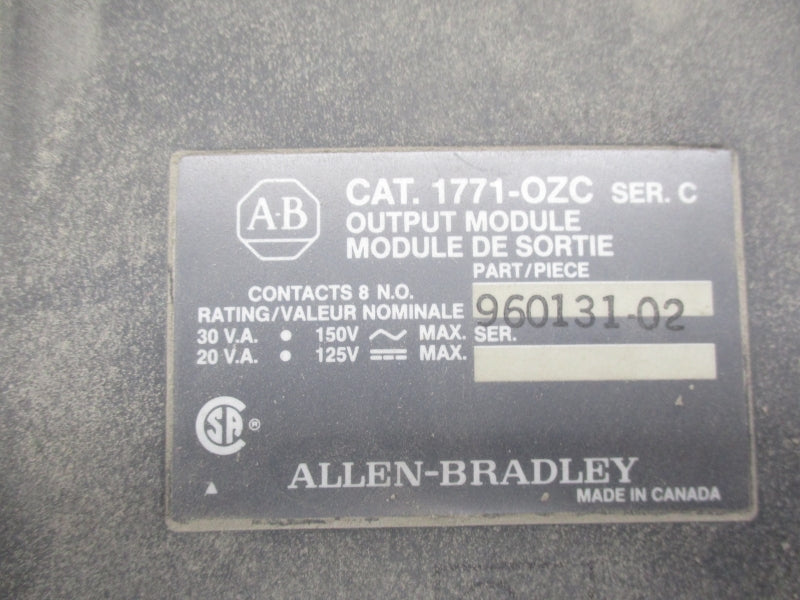 A-B
CAT. 1771-OZC SER. C
OUTPUT MODULE
MODULE DE SORTIE
PART/PIECE
CONTACTS 8 N.O.
RATING/VALEUR NOMINALE 960131-02
30 V.A. • 150V ~ MAX. SER.
20 V.A. • 125V ⎓ MAX.
SA ®
ALLEN-BRADLEY
MADE IN CANADA